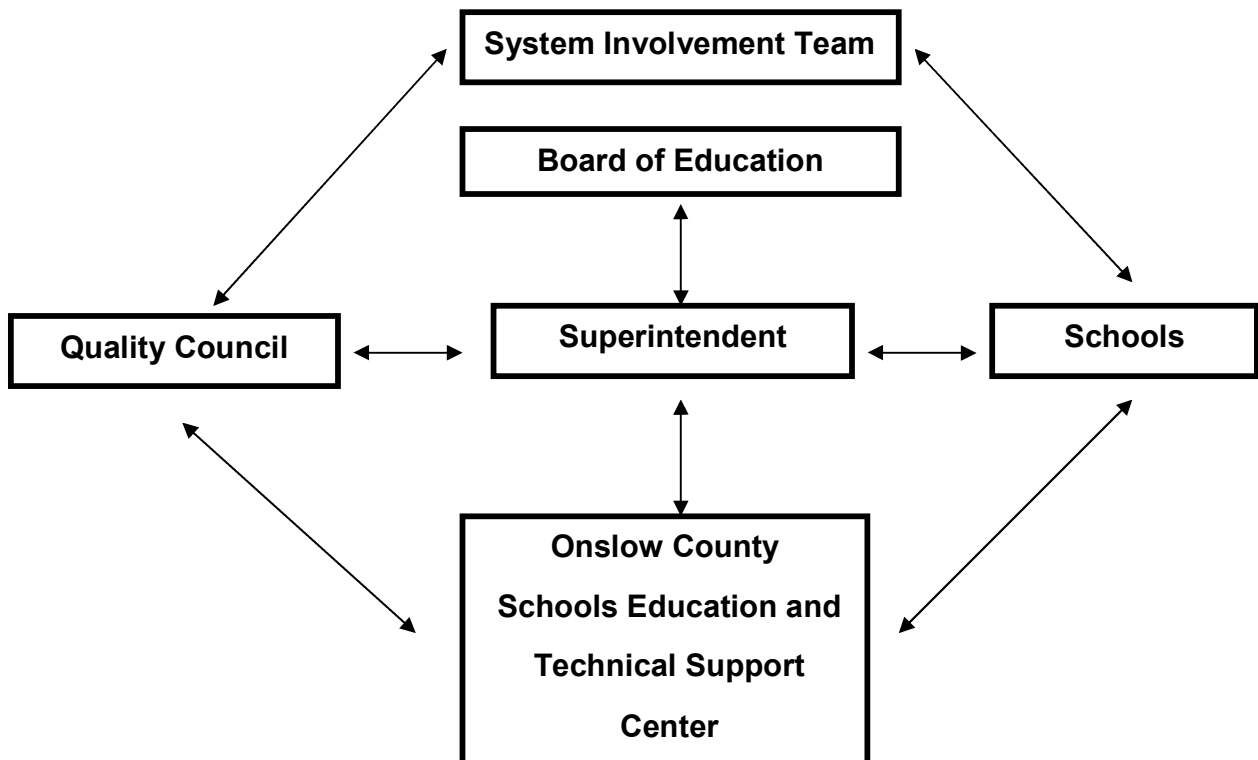 System Involvement Team
Board of Education
Quality Council
Superintendent
Schools
Onslow County
Schools Education and
Technical Support
Center